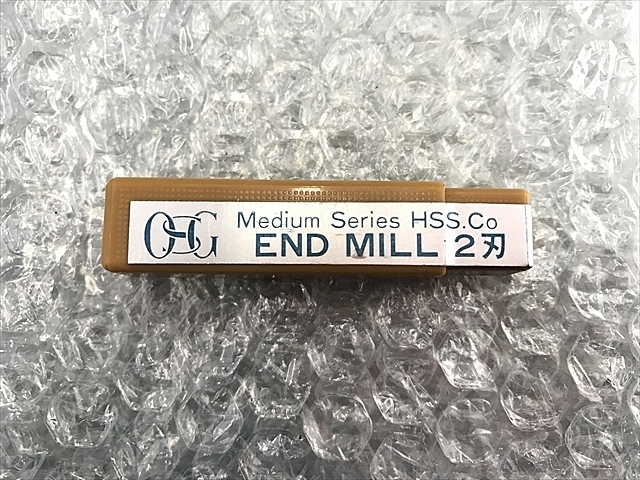 OSG
Medium Series HSS.Co
END MILL 2刃